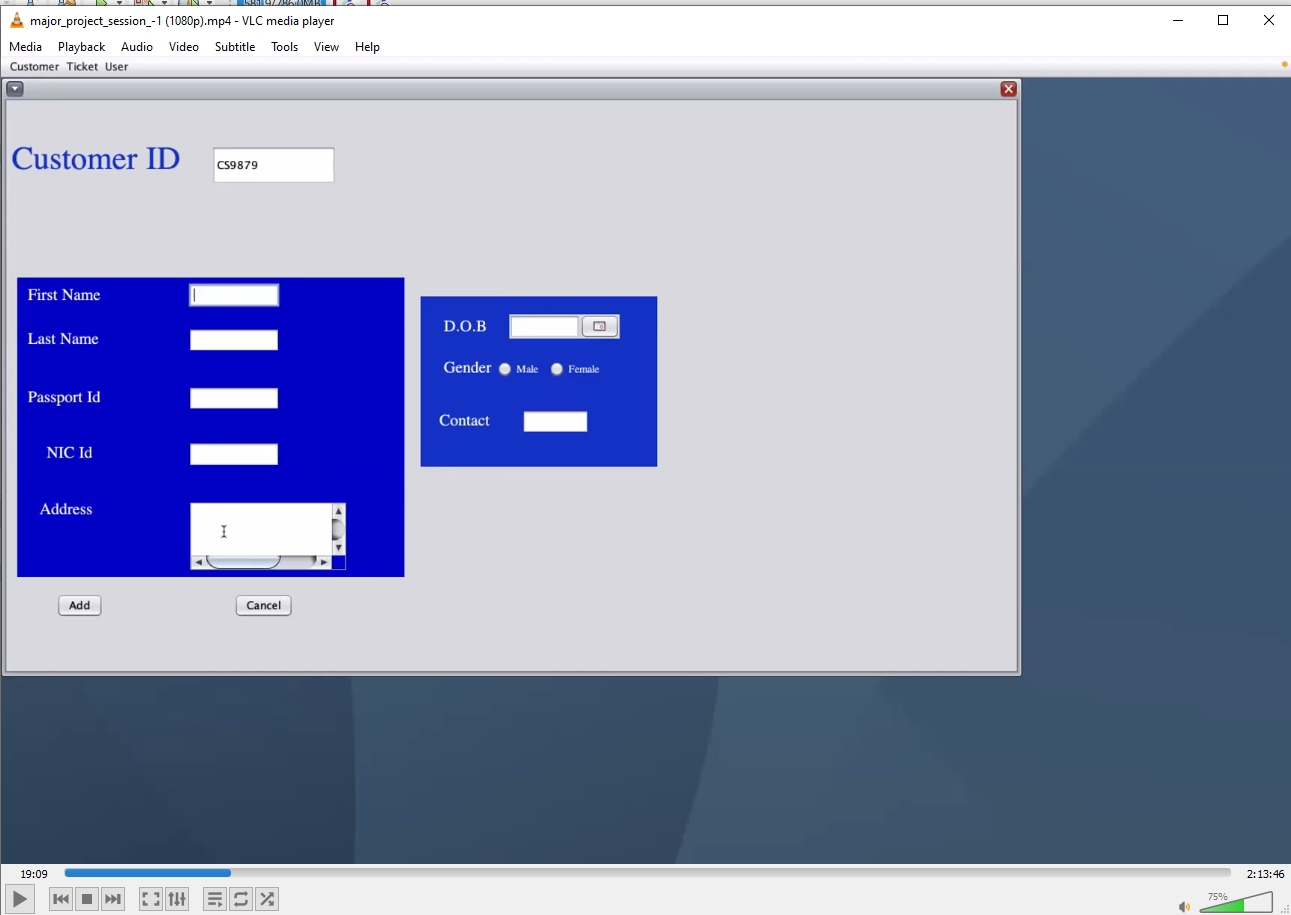 major_project_session_-1 (1080p).mp4 - VLC media player
Media Playback Audio Video Subtitle Tools View Help
Customer Ticket User
Customer ID CS9879
First Name
Last Name
Passport Id
NIC Id
Address
D.O.B
Gender Male Female
Contact
Add Cancel
19:09 2:13:46
75%